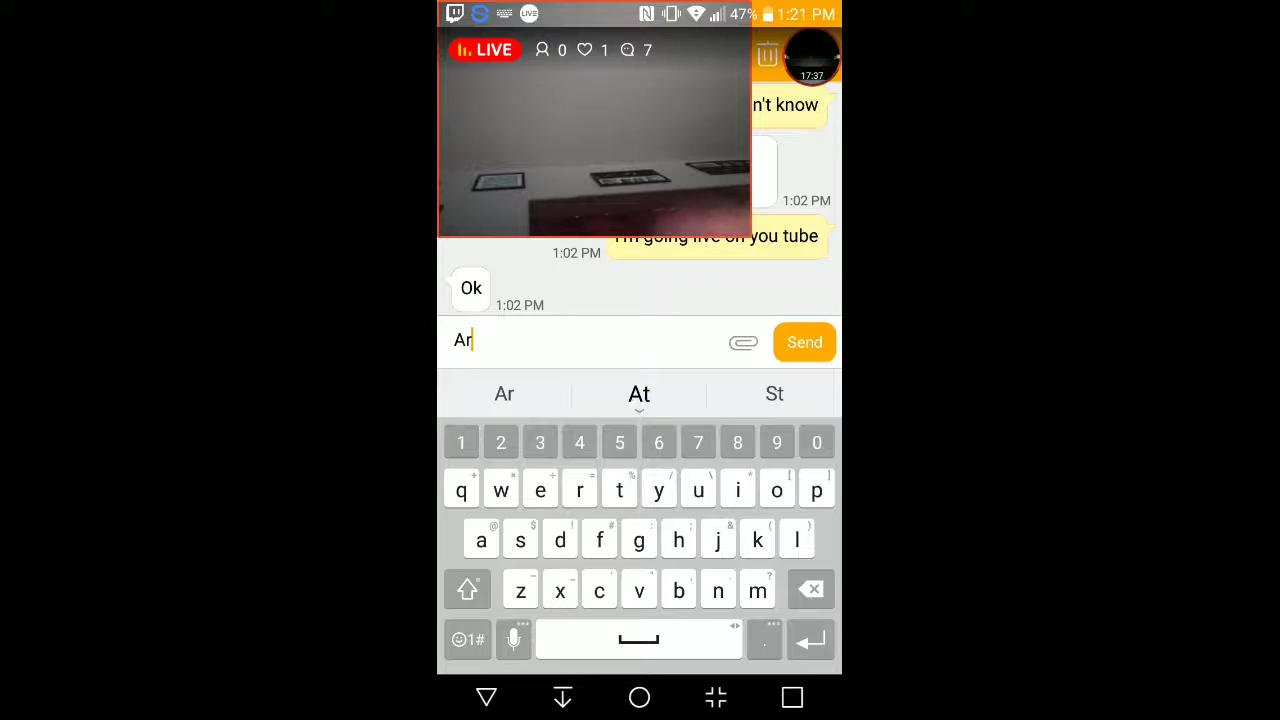 LIVE 47% 1:21 PM
LIVE 0 1 7
17:37
n't know
1:02 PM
I'm going live on you tube
1:02 PM
Ok
1:02 PM
Ar
Send
Ar At St
1 2 3 4 5 6 7 8 9 0
+ × ÷ = % / \ * [ ]
q w e r t y u i o p
@ $ ! # : ; & ( )
a s d f g h j k l
z x c v b n m ?
1# .